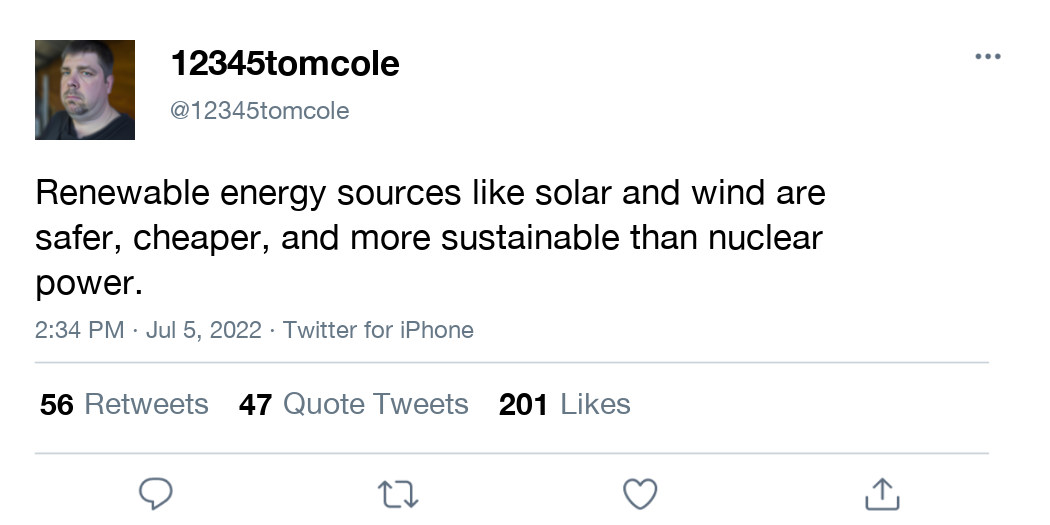 12345tomcole
@12345tomcole
Renewable energy sources like solar and wind are
safer, cheaper, and more sustainable than nuclear
power.
2:34 PM · Jul 5, 2022 · Twitter for iPhone
56 Retweets 47 Quote Tweets 201 Likes